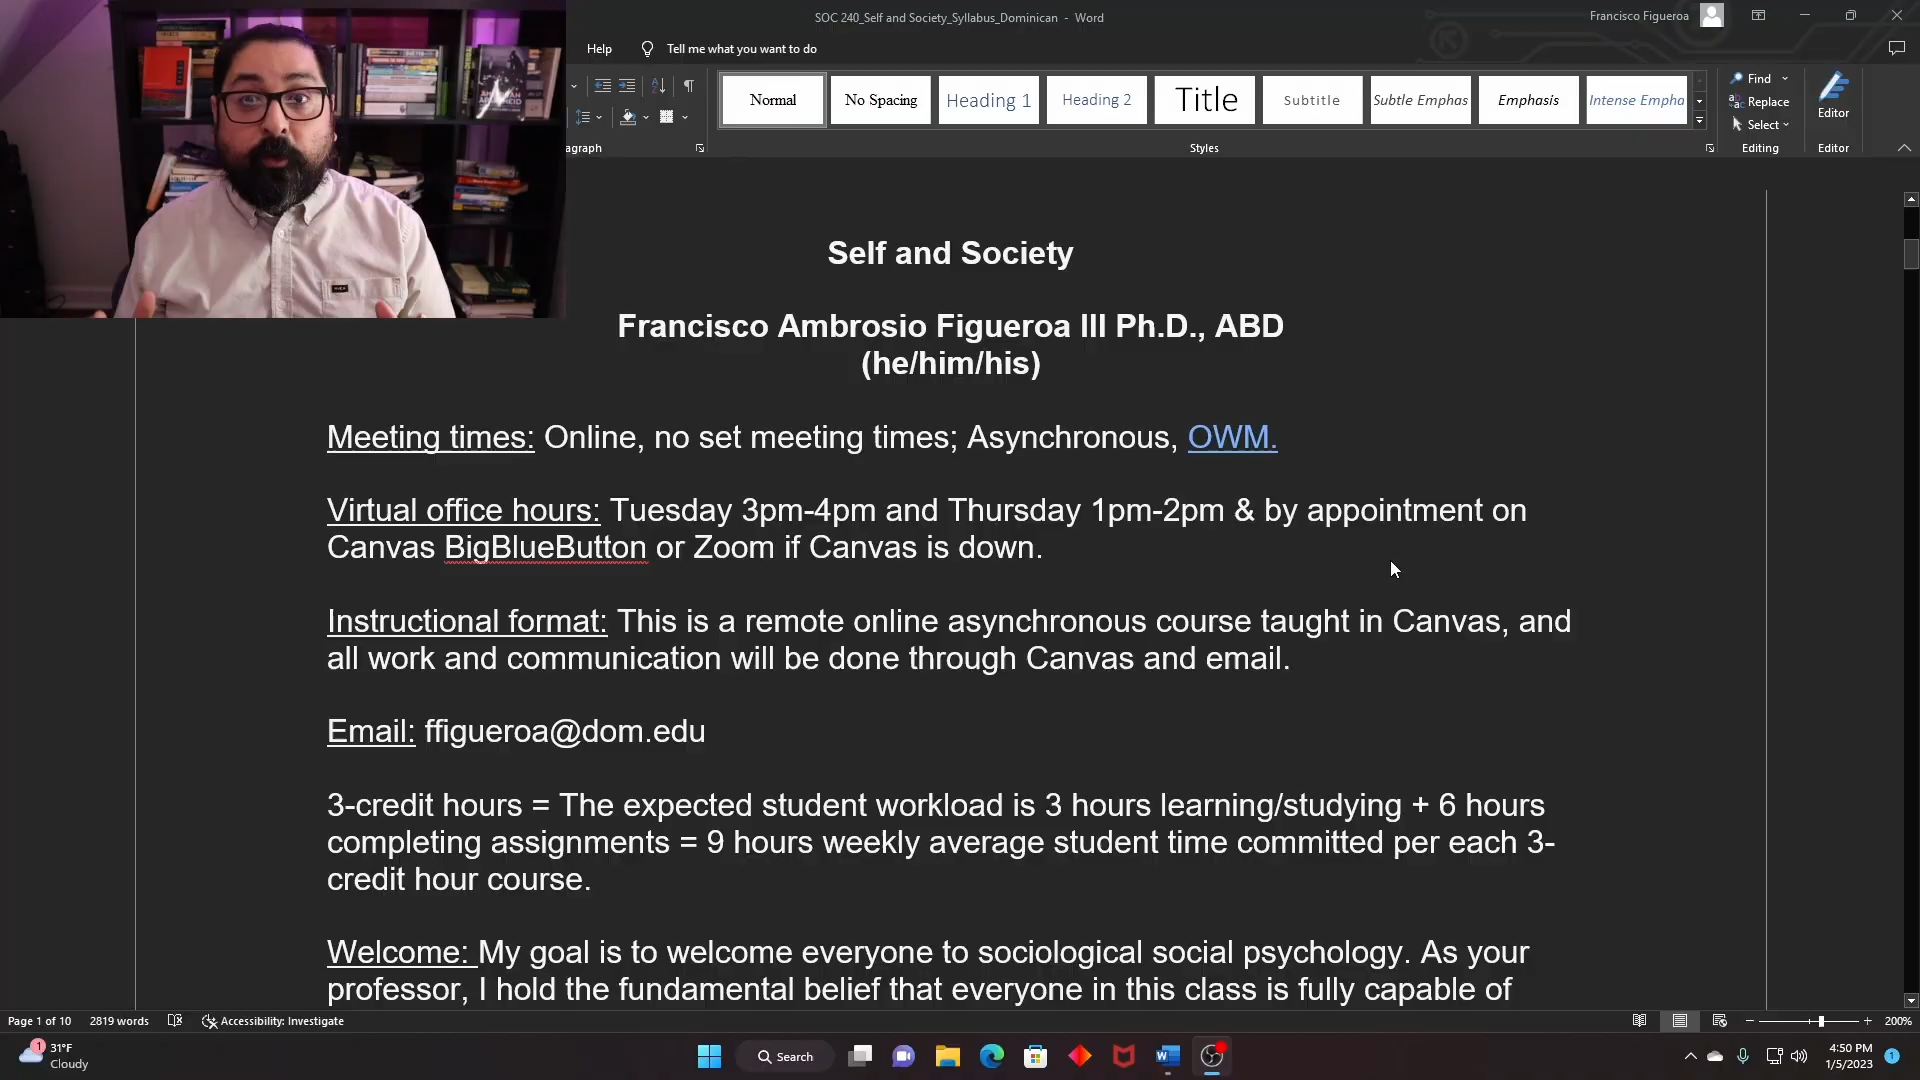 SOC 240_Self and Society_Syllabus_Dominican - Word
Francisco Figueroa
Help
Tell me what you want to do
Normal
No Spacing
Heading 1
Heading 2
Title
Subtitle
Subtle Emphas
Emphasis
Intense Empha
Find
Replace
Select
Editor
agraph
Styles
Editing
Editor
Self and Society
Francisco Ambrosio Figueroa III Ph.D., ABD
(he/him/his)
Meeting times: Online, no set meeting times; Asynchronous, OWM.
Virtual office hours: Tuesday 3pm-4pm and Thursday 1pm-2pm & by appointment on
Canvas BigBlueButton or Zoom if Canvas is down.
Instructional format: This is a remote online asynchronous course taught in Canvas, and
all work and communication will be done through Canvas and email.
Email: ffigueroa@dom.edu
3-credit hours = The expected student workload is 3 hours learning/studying + 6 hours
completing assignments = 9 hours weekly average student time committed per each 3-
credit hour course.
Welcome: My goal is to welcome everyone to sociological social psychology. As your
professor, I hold the fundamental belief that everyone in this class is fully capable of
Page 1 of 10
2819 words
Accessibility: Investigate
200%
1
31°F
Cloudy
Search
4:50 PM
1/5/2023
1